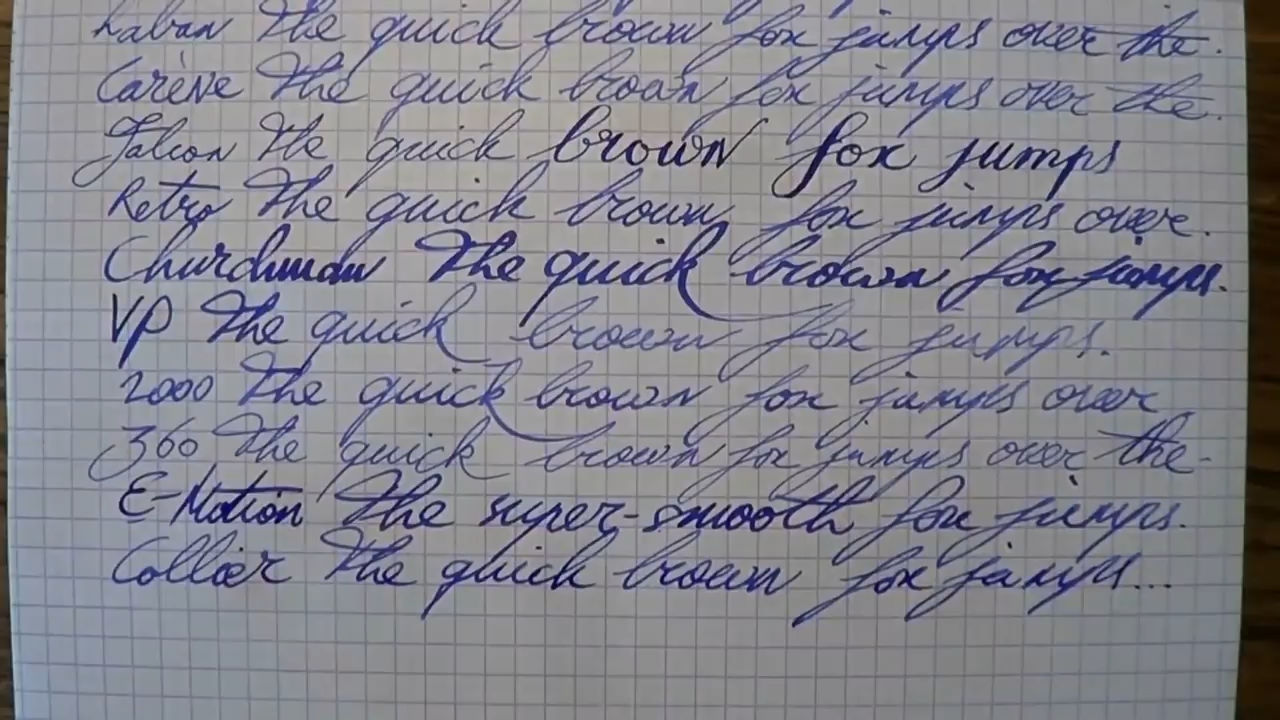 Laban The quick brown fox jumps over the.
Carène The quick brown fox jumps over the.
Falcon The quick brown fox jumps
Retro The quick brown fox jumps over.
Churchman The quick brown fox jumps.
VP The quick brown fox jumps.
2000 The quick brown fox jumps over
360 The quick brown fox jumps over the-
E-Motion The super-smooth fox jumps.
Collier The quick brown fox jumps...